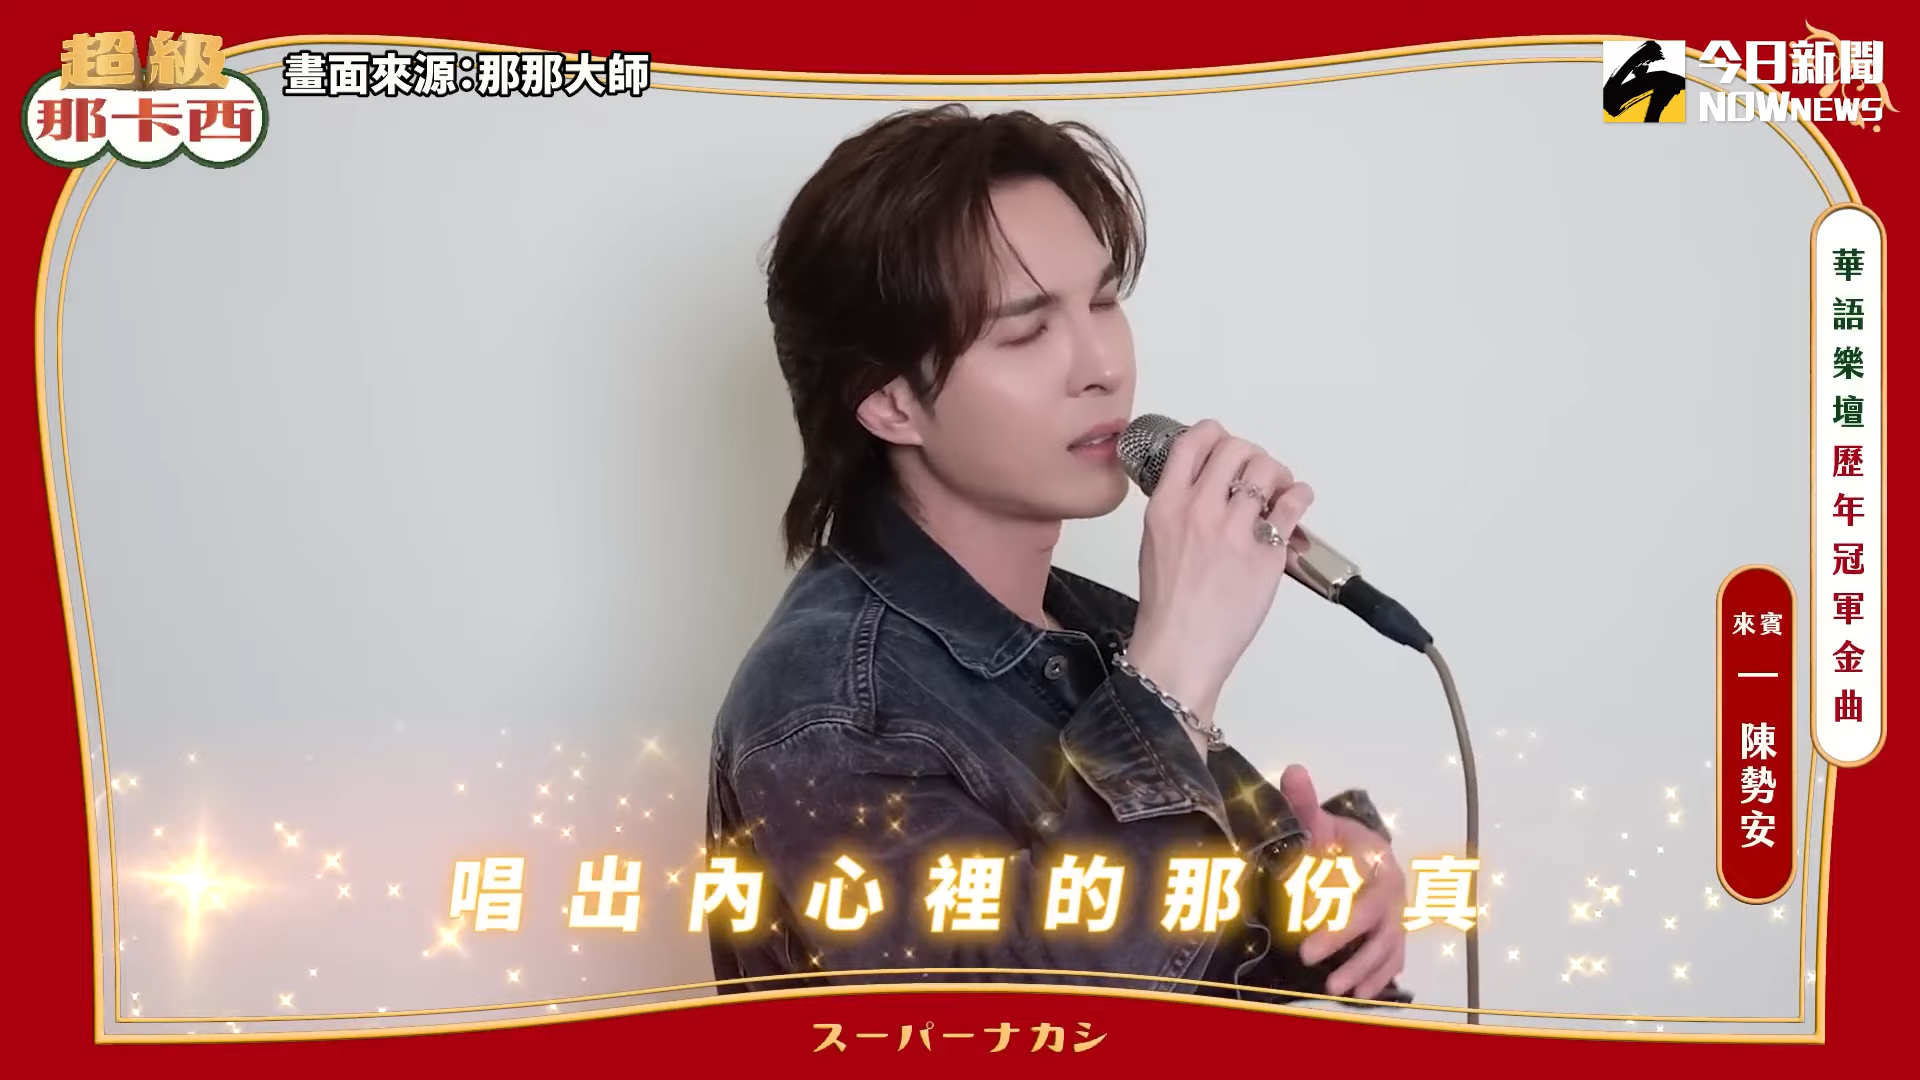 超級
那卡西
畫面來源:那那大師
今日新聞
NOWNEWS
華語樂壇歷年冠軍金曲
來賓
陳勢安
唱出內心裡的那份真
スーパーナカシ